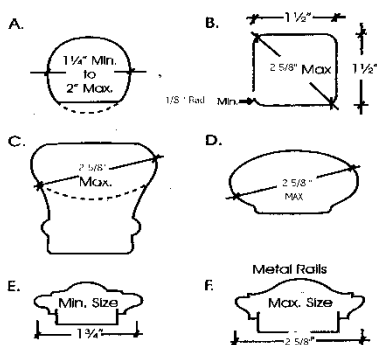 A.
1¼" Min.
to
2" Max.
B.
1½"
2 5/8" Max
1½"
1/8" Rad Min.
C.
2 5/8"
Max.
D.
2 5/8"
MAX
E.
Min. Size
1¾"
Metal Rails
F.
Max. Size
2 5/8"